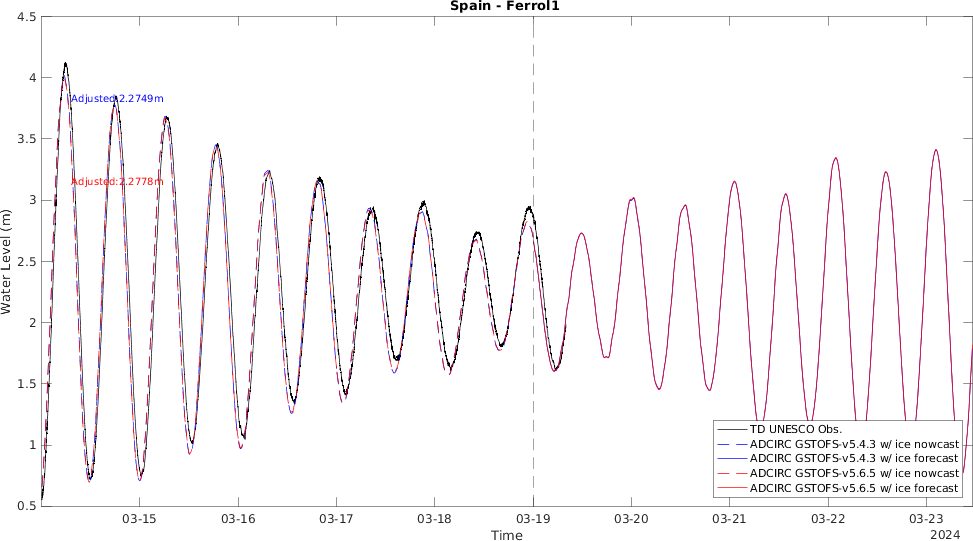 Spain - Ferrol1
4.5
4
3.5
3
2.5
2
1.5
1
0.5
Water Level (m)
Adjusted:2.2749m
Adjusted:2.2778m
TD UNESCO Obs.
ADCIRC GSTOFS-v5.4.3 w/ ice nowcast
ADCIRC GSTOFS-v5.4.3 w/ ice forecast
ADCIRC GSTOFS-v5.6.5 w/ ice nowcast
ADCIRC GSTOFS-v5.6.5 w/ ice forecast
03-15 03-16 03-17 03-18 03-19 03-20 03-21 03-22 03-23
Time
2024